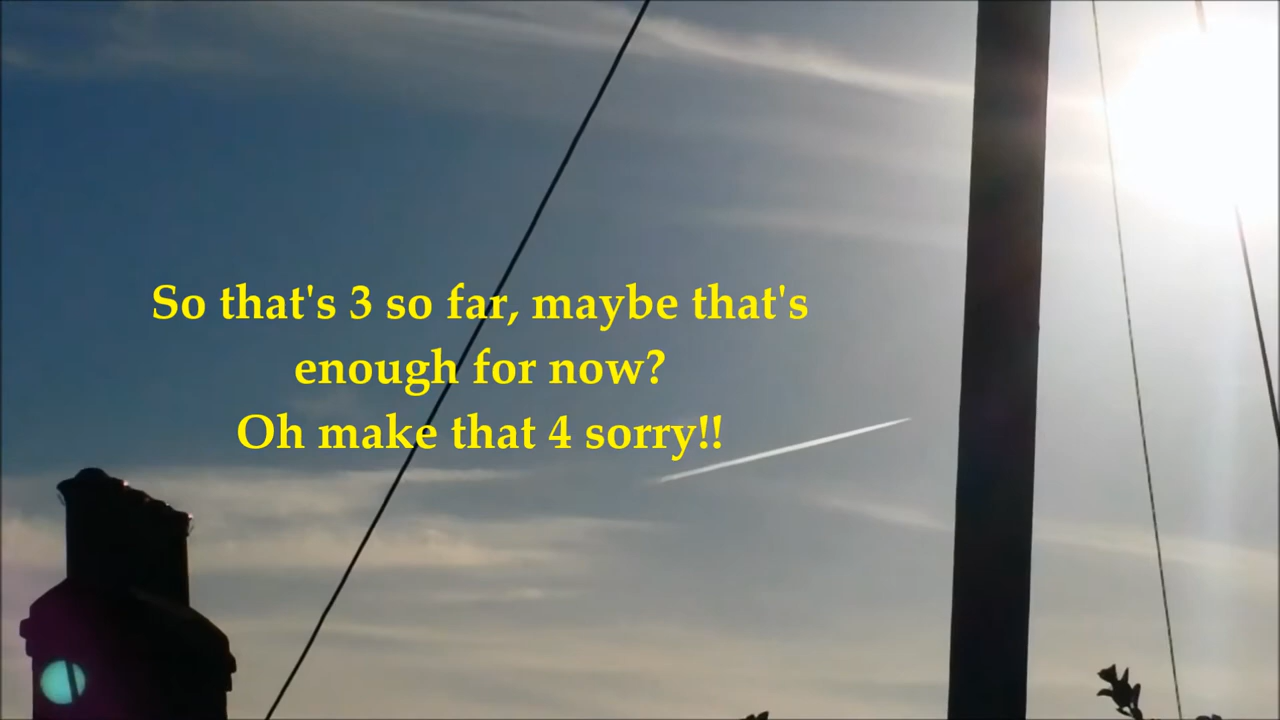 So that's 3 so far, maybe that's
enough for now?
Oh make that 4 sorry!!